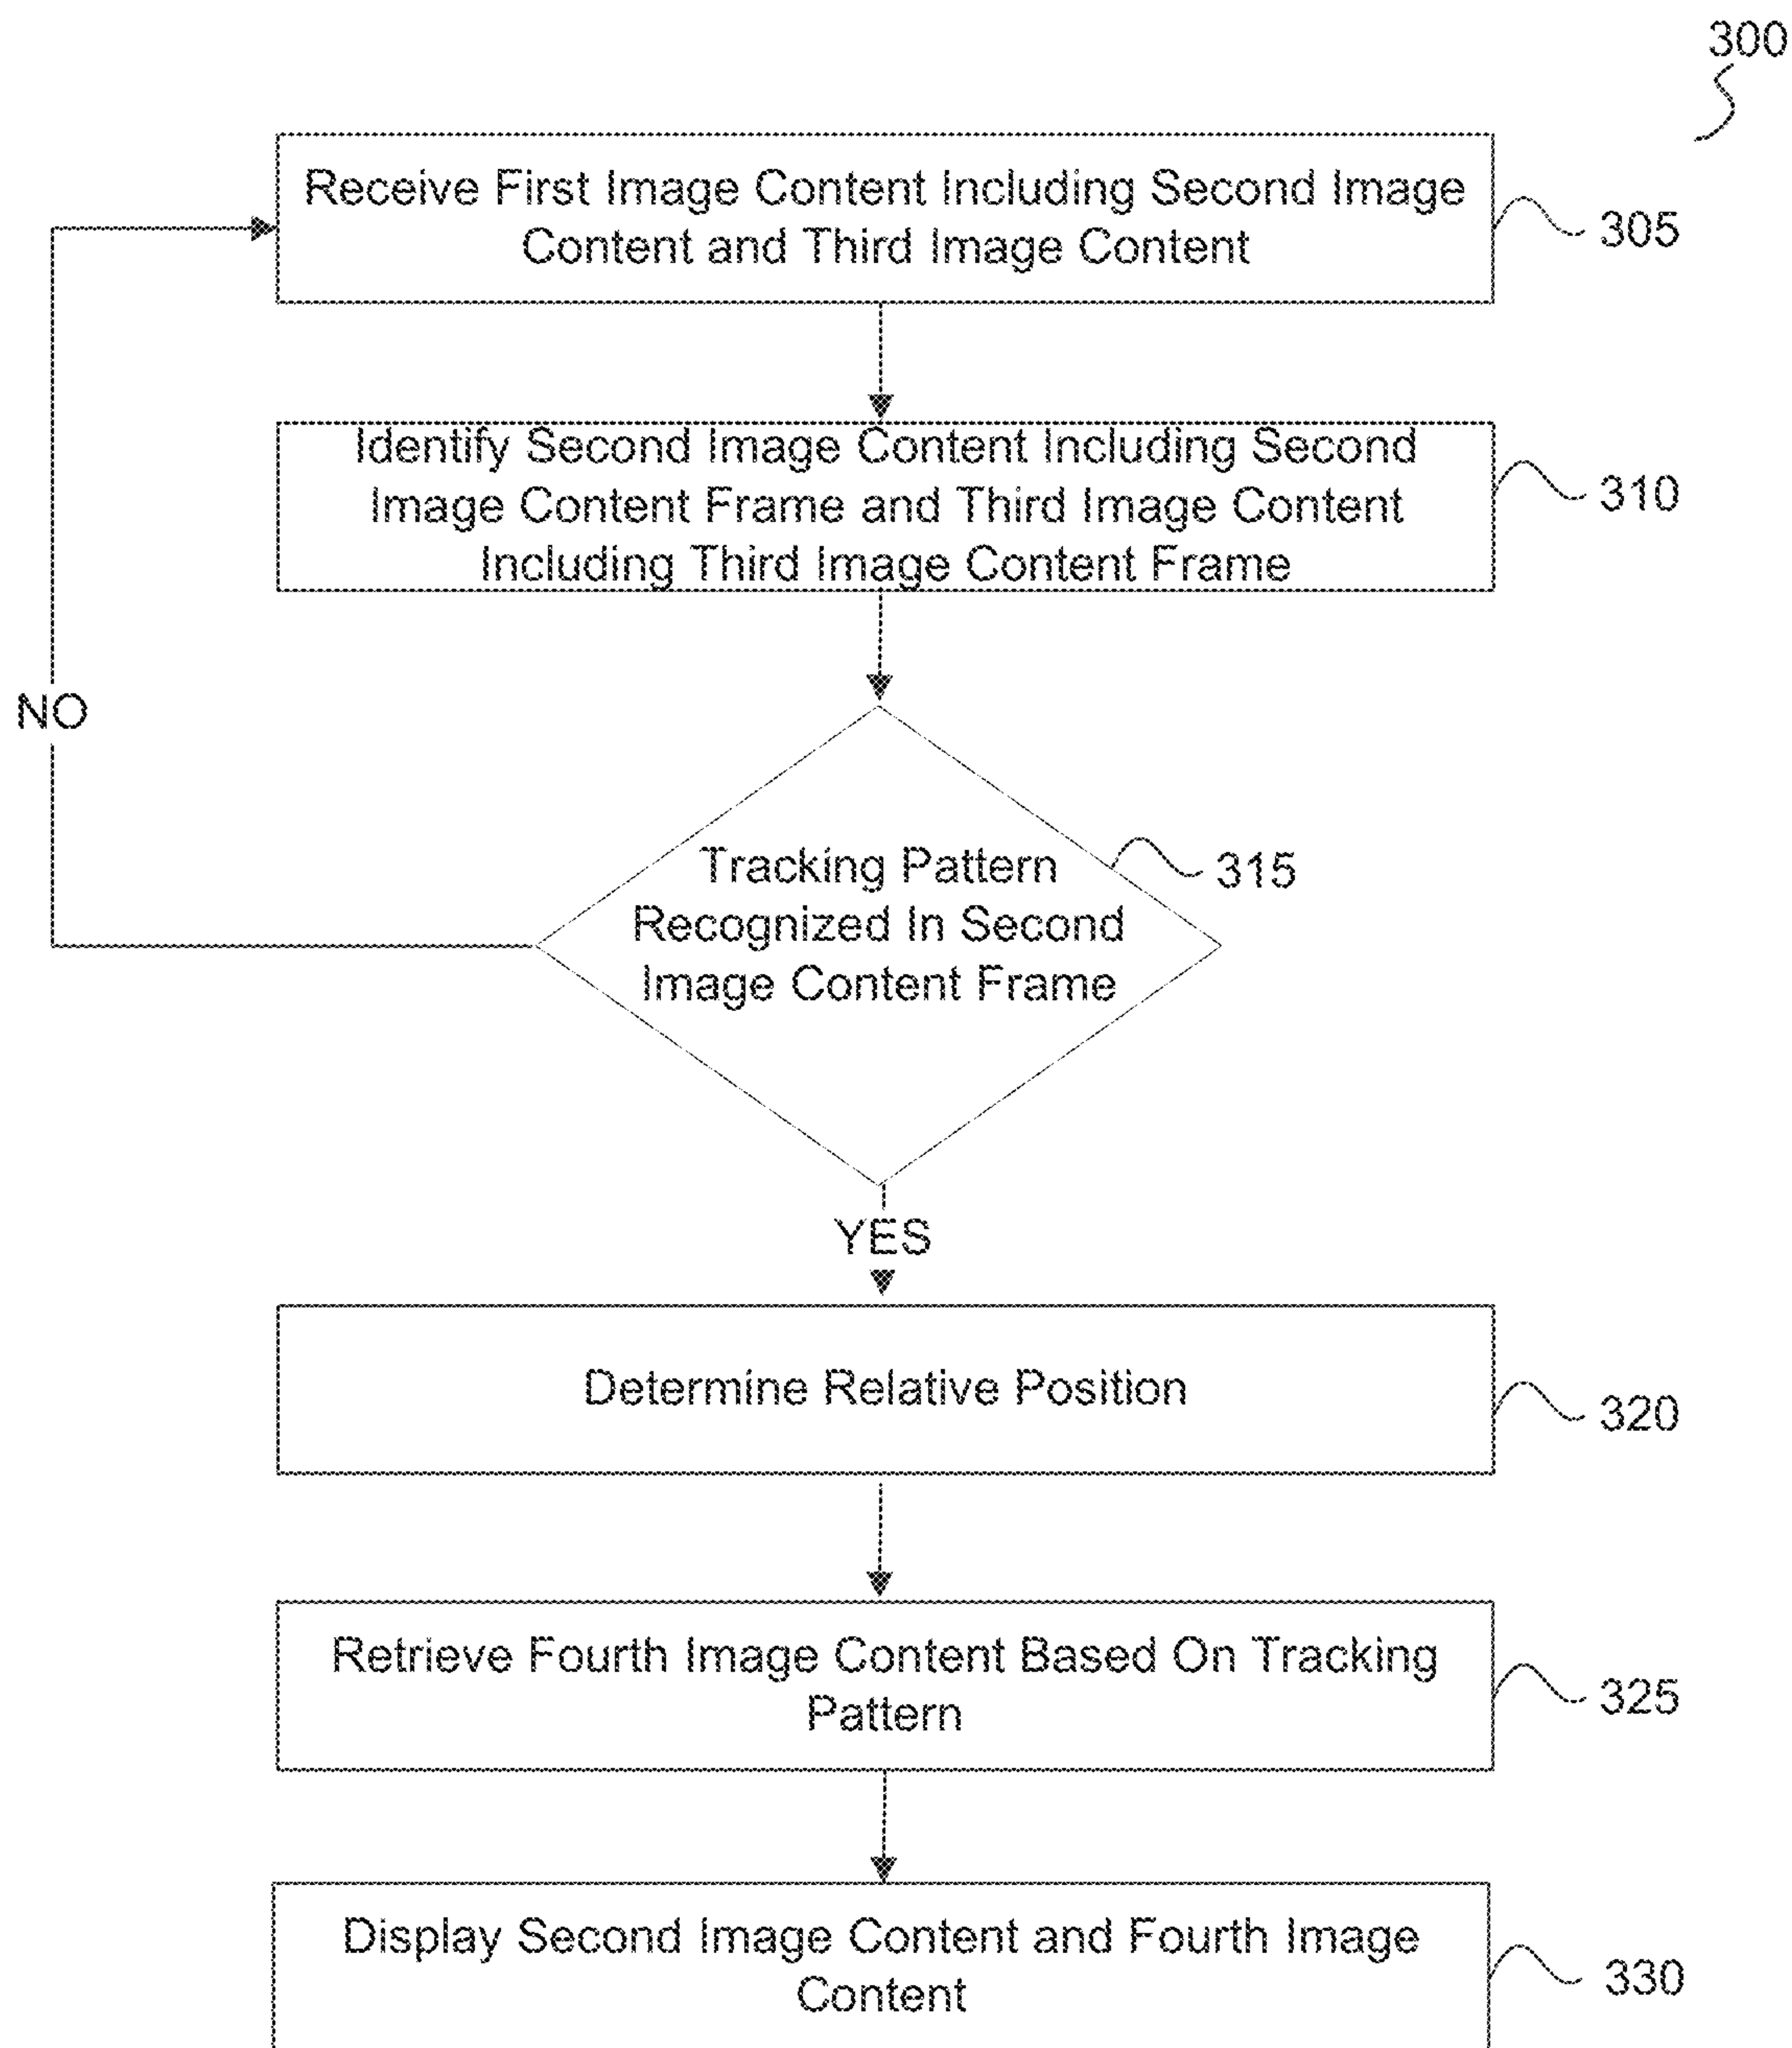 300
Receive First Image Content Including Second Image
Content and Third Image Content
305
Identify Second Image Content Including Second
Image Content Frame and Third Image Content
Including Third Image Content Frame
310
NO
Tracking Pattern
Recognized In Second
Image Content Frame
315
YES
Determine Relative Position
320
Retrieve Fourth Image Content Based On Tracking
Pattern
325
Display Second Image Content and Fourth Image
Content
330